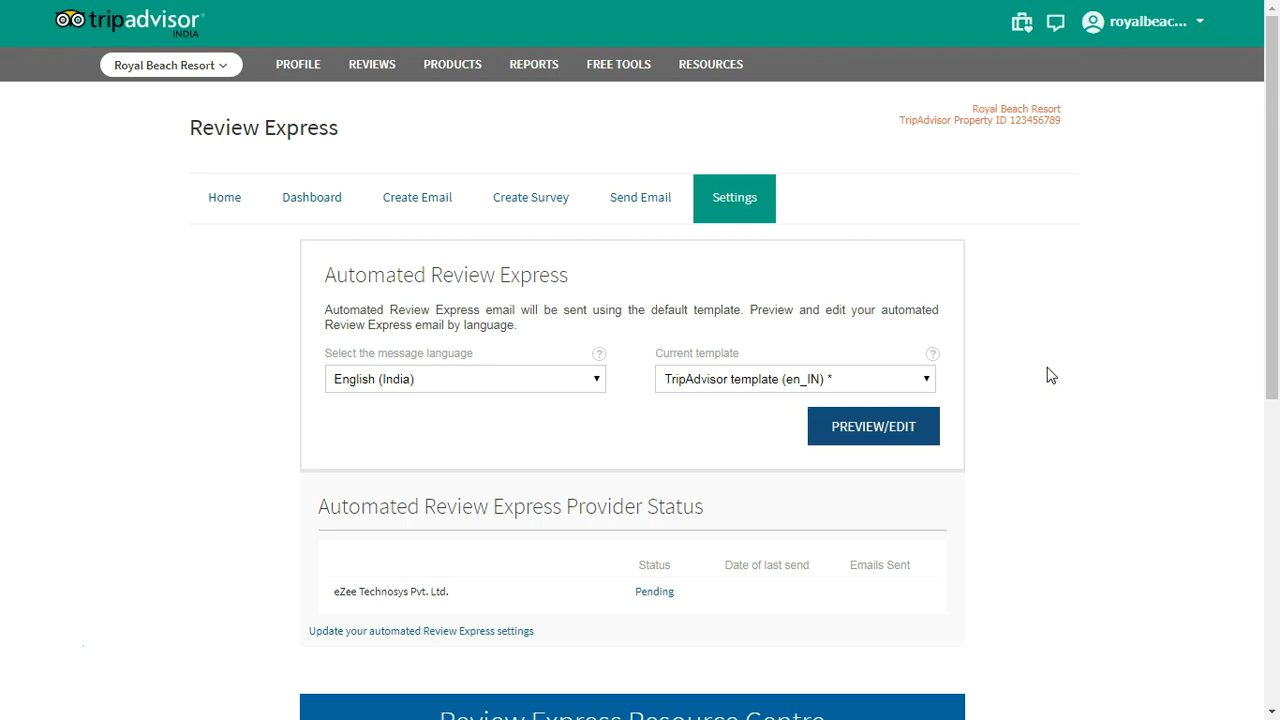 tripadvisor
INDIA
royalbeac...
Royal Beach Resort
PROFILE
REVIEWS
PRODUCTS
REPORTS
FREE TOOLS
RESOURCES
Royal Beach Resort
TripAdvisor Property ID 123456789
Review Express
Home
Dashboard
Create Email
Create Survey
Send Email
Settings
Automated Review Express
Automated Review Express email will be sent using the default template. Preview and edit your automated
Review Express email by language.
Select the message language
?
Current template
?
English (India)
TripAdvisor template (en_IN) *
PREVIEW/EDIT
Automated Review Express Provider Status
Status
Date of last send
Emails Sent
eZee Technosys Pvt. Ltd.
Pending
Update your automated Review Express settings
Review Express Resource Centre